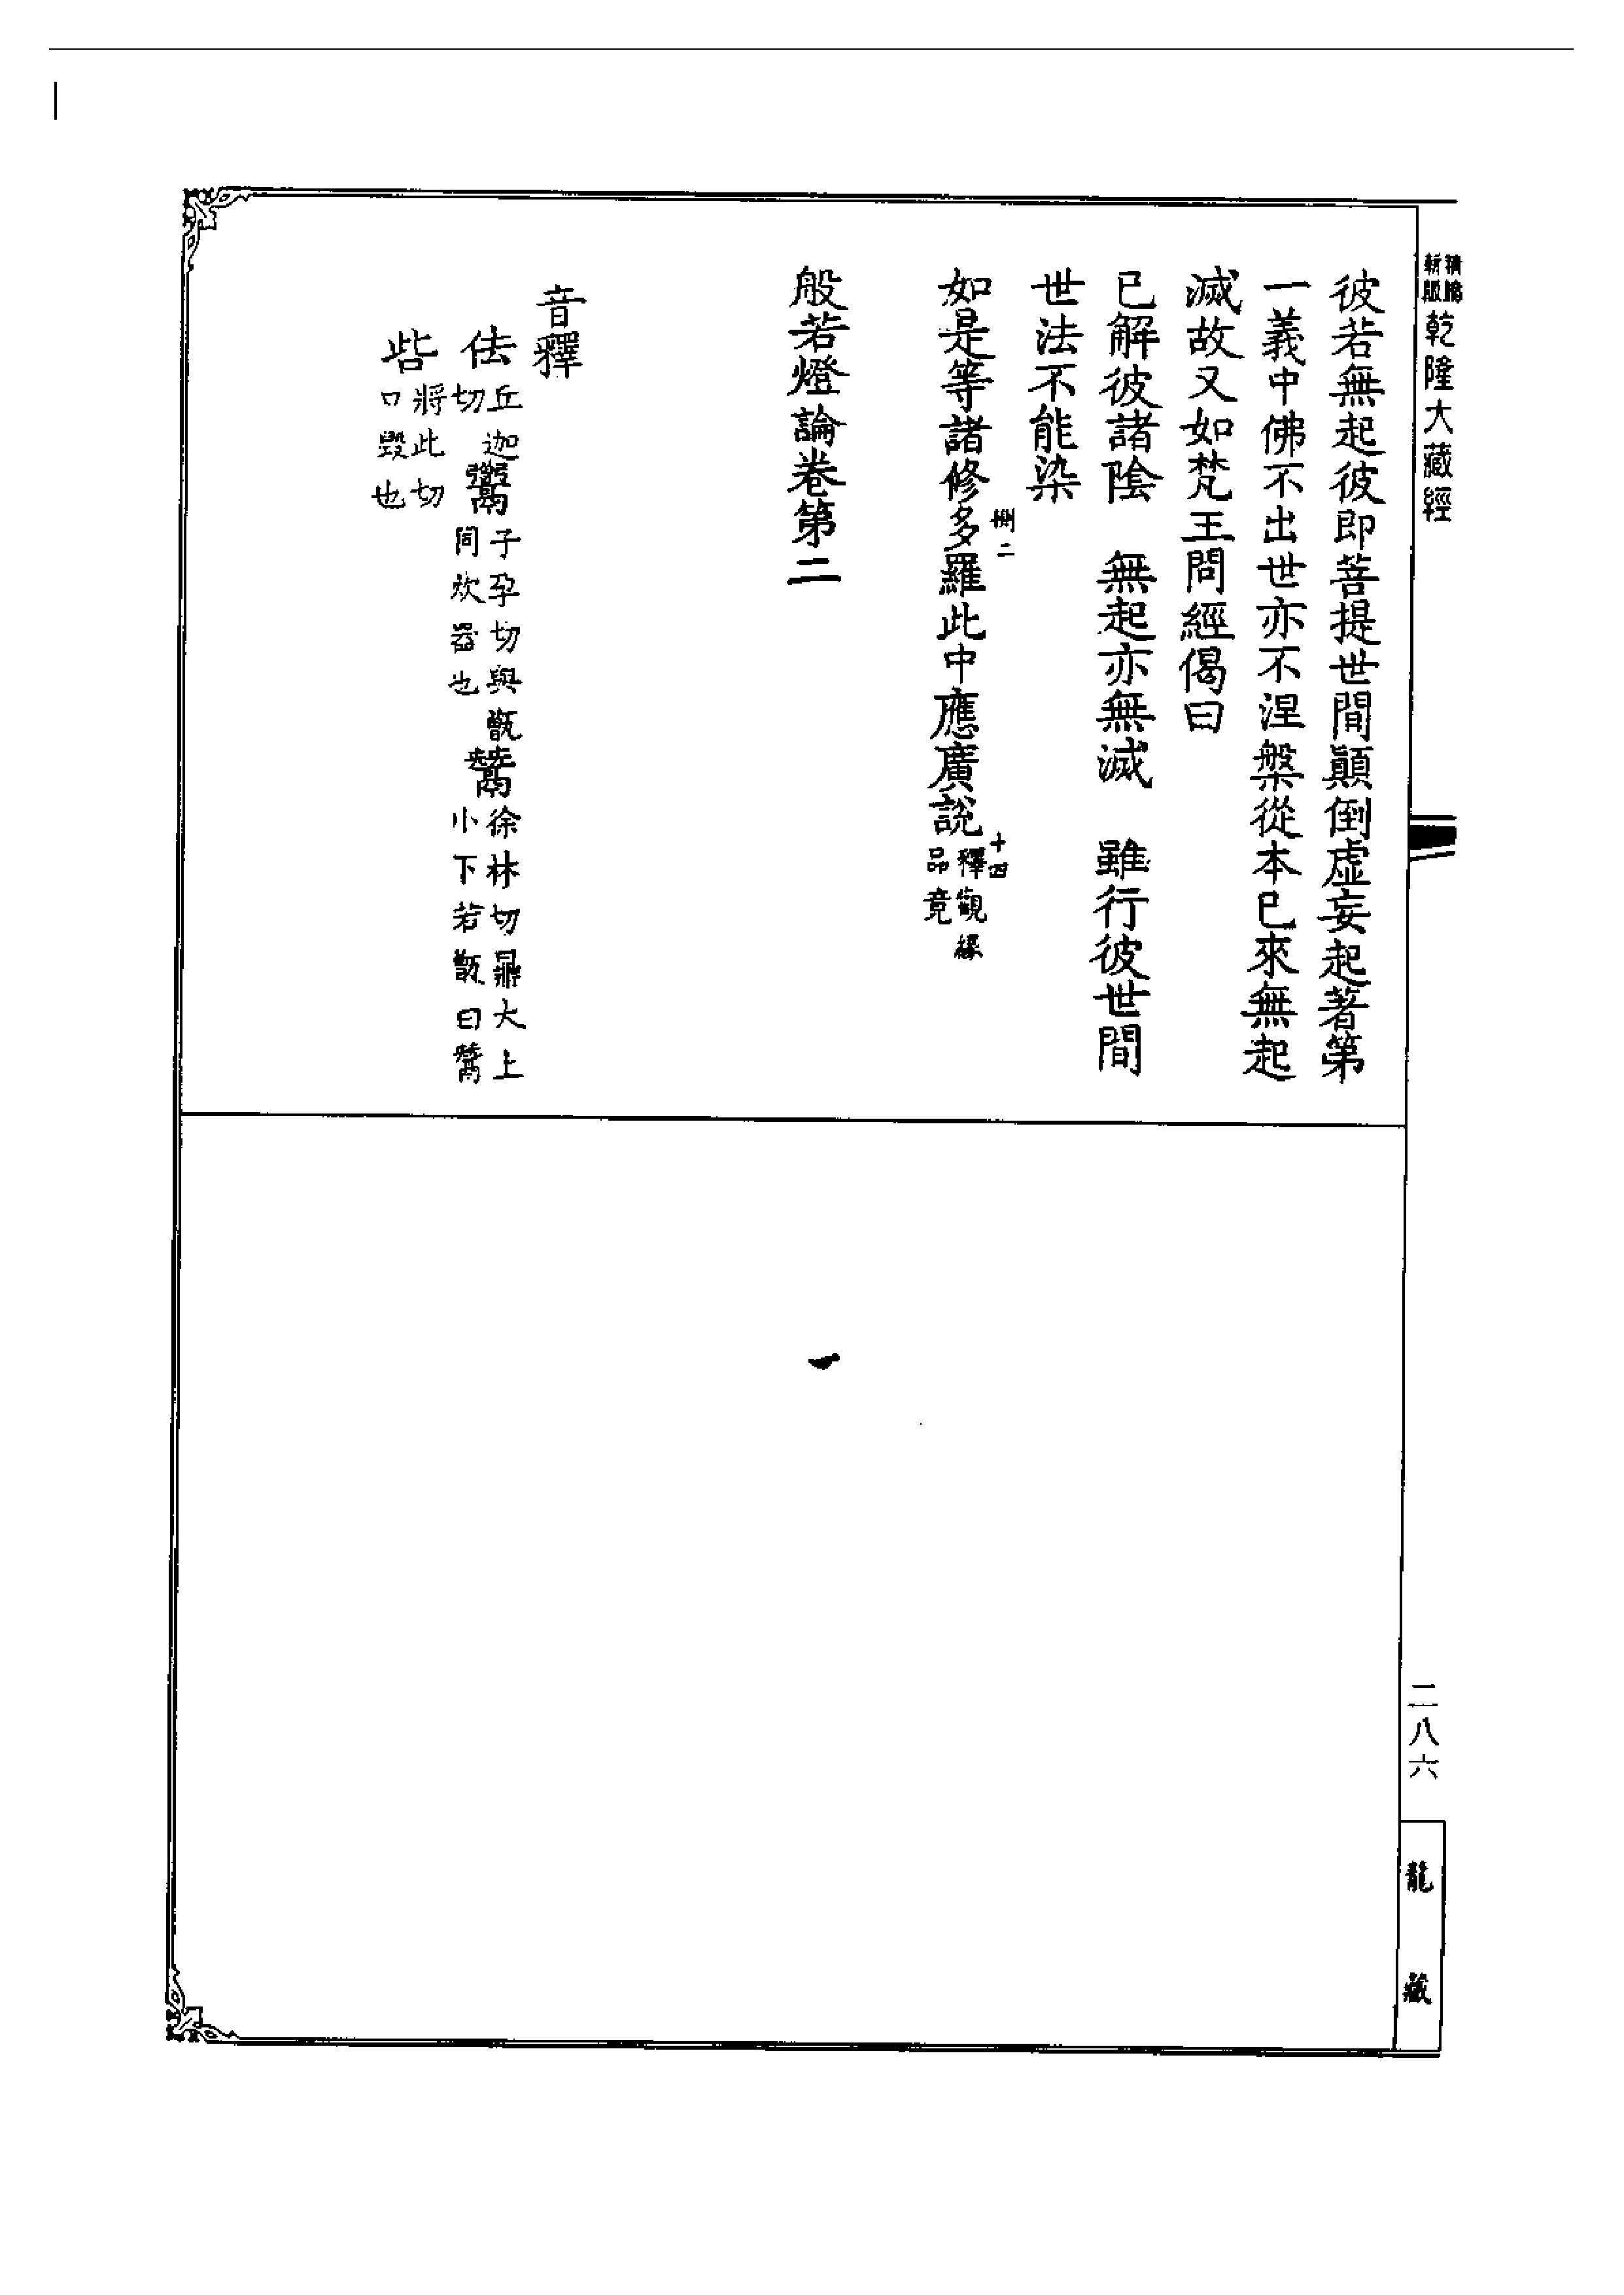 乾隆大藏經
彼若無起彼即菩提世間顛倒虛妄起著第
一義中佛不出世亦不涅槃從本已來無起
滅故又如梵王問經偈曰
已解彼諸陰　無起亦無滅　雖行彼世間
世法不能染
如是等諸修多羅此中應廣說釋觀緣品竟
十四
般若燈論卷第二
音釋
佉丘迦切 鬵子孕切與甑同炊器也 鬵徐林切鼎大上小下若甑曰鬵
呰將此切口毀也
二八六
龍藏